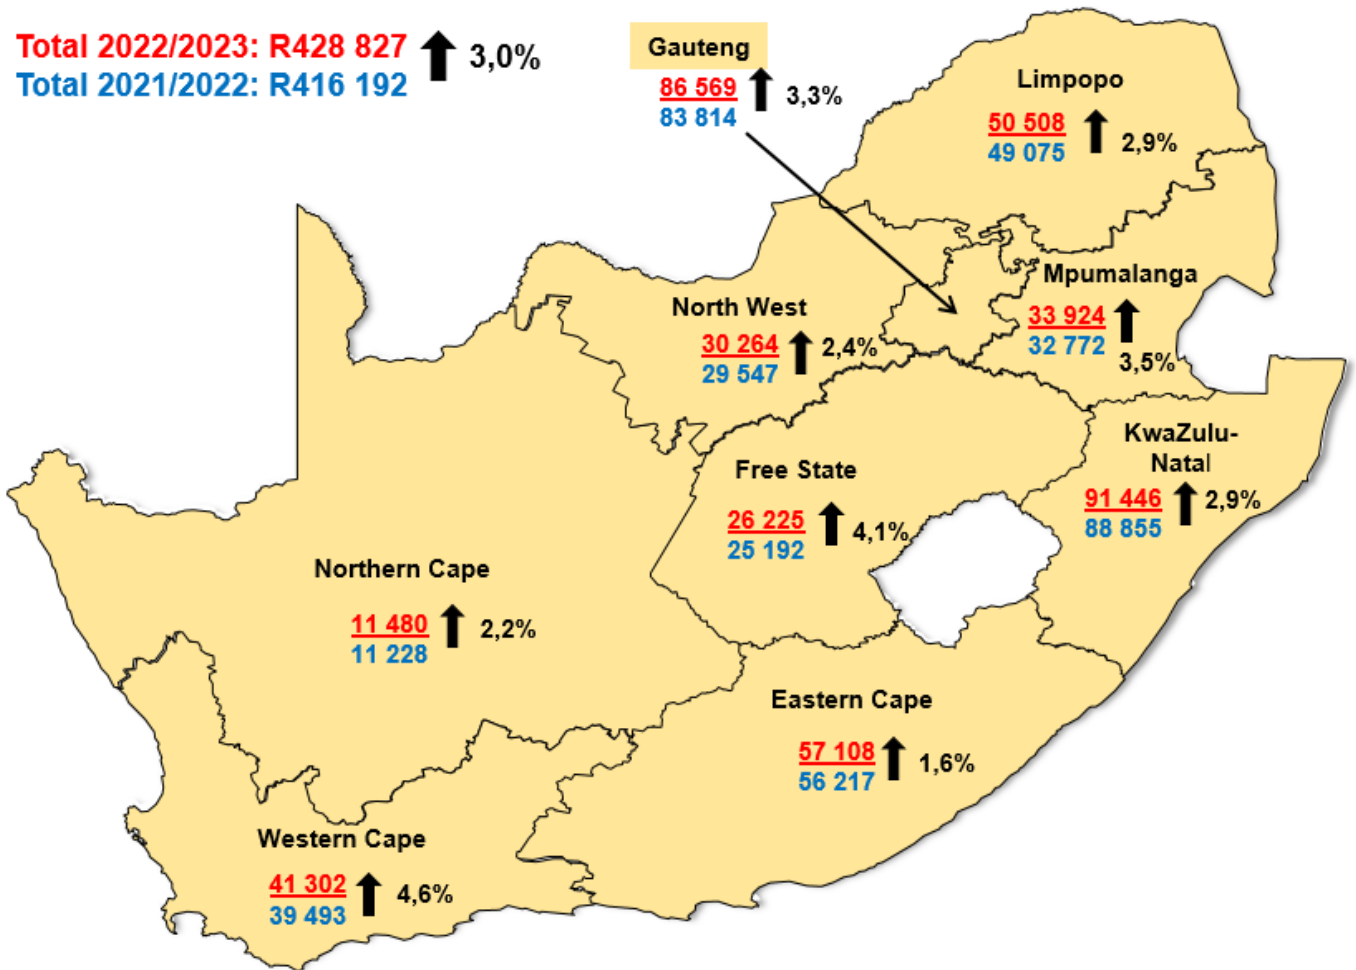 Total 2022/2023: R428 827
Total 2021/2022: R416 192
3,0%
Gauteng
86 569
83 814
3,3%
Limpopo
50 508
49 075
2,9%
Mpumalanga
33 924
32 772
3,5%
North West
30 264
29 547
2,4%
KwaZulu-
Natal
91 446
88 855
2,9%
Free State
26 225
25 192
4,1%
Northern Cape
11 480
11 228
2,2%
Eastern Cape
57 108
56 217
1,6%
Western Cape
41 302
39 493
4,6%